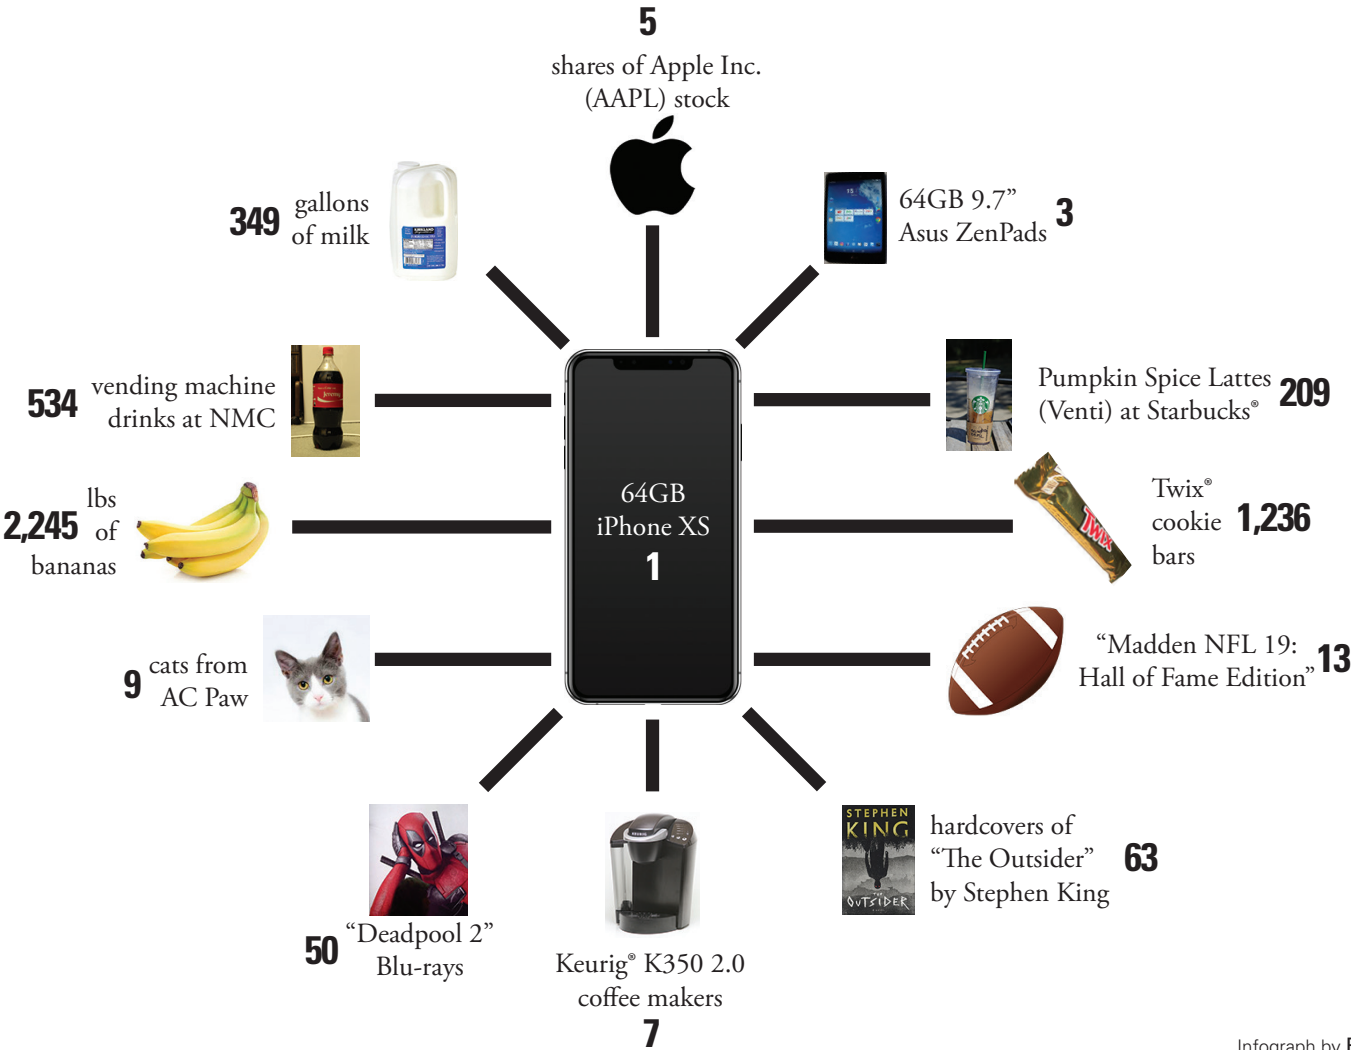 5
shares of Apple Inc.
(AAPL) stock
349
gallons
of milk
KIRKLAND
64GB 9.7”
Asus ZenPads
3
534
vending machine
drinks at NMC
Pumpkin Spice Lattes
(Venti) at Starbucks®
209
2,245
lbs
of
bananas
64GB
iPhone XS
1
Twix®
cookie
bars
1,236
TWIX
9
cats from
AC Paw
“Madden NFL 19:
Hall of Fame Edition”
13
50
“Deadpool 2”
Blu-rays
Keurig® K350 2.0
coffee makers
7
STEPHEN
KING
THE
OUTSIDER
hardcovers of
“The Outsider”
by Stephen King
63
Infograph by